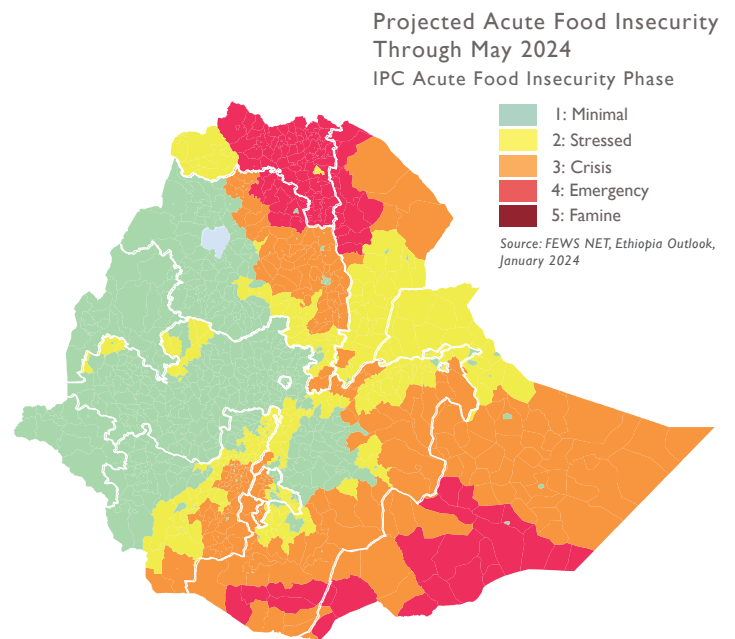 Projected Acute Food Insecurity
Through May 2024
IPC Acute Food Insecurity Phase
1: Minimal
2: Stressed
3: Crisis
4: Emergency
5: Famine
Source: FEWS NET, Ethiopia Outlook,
January 2024